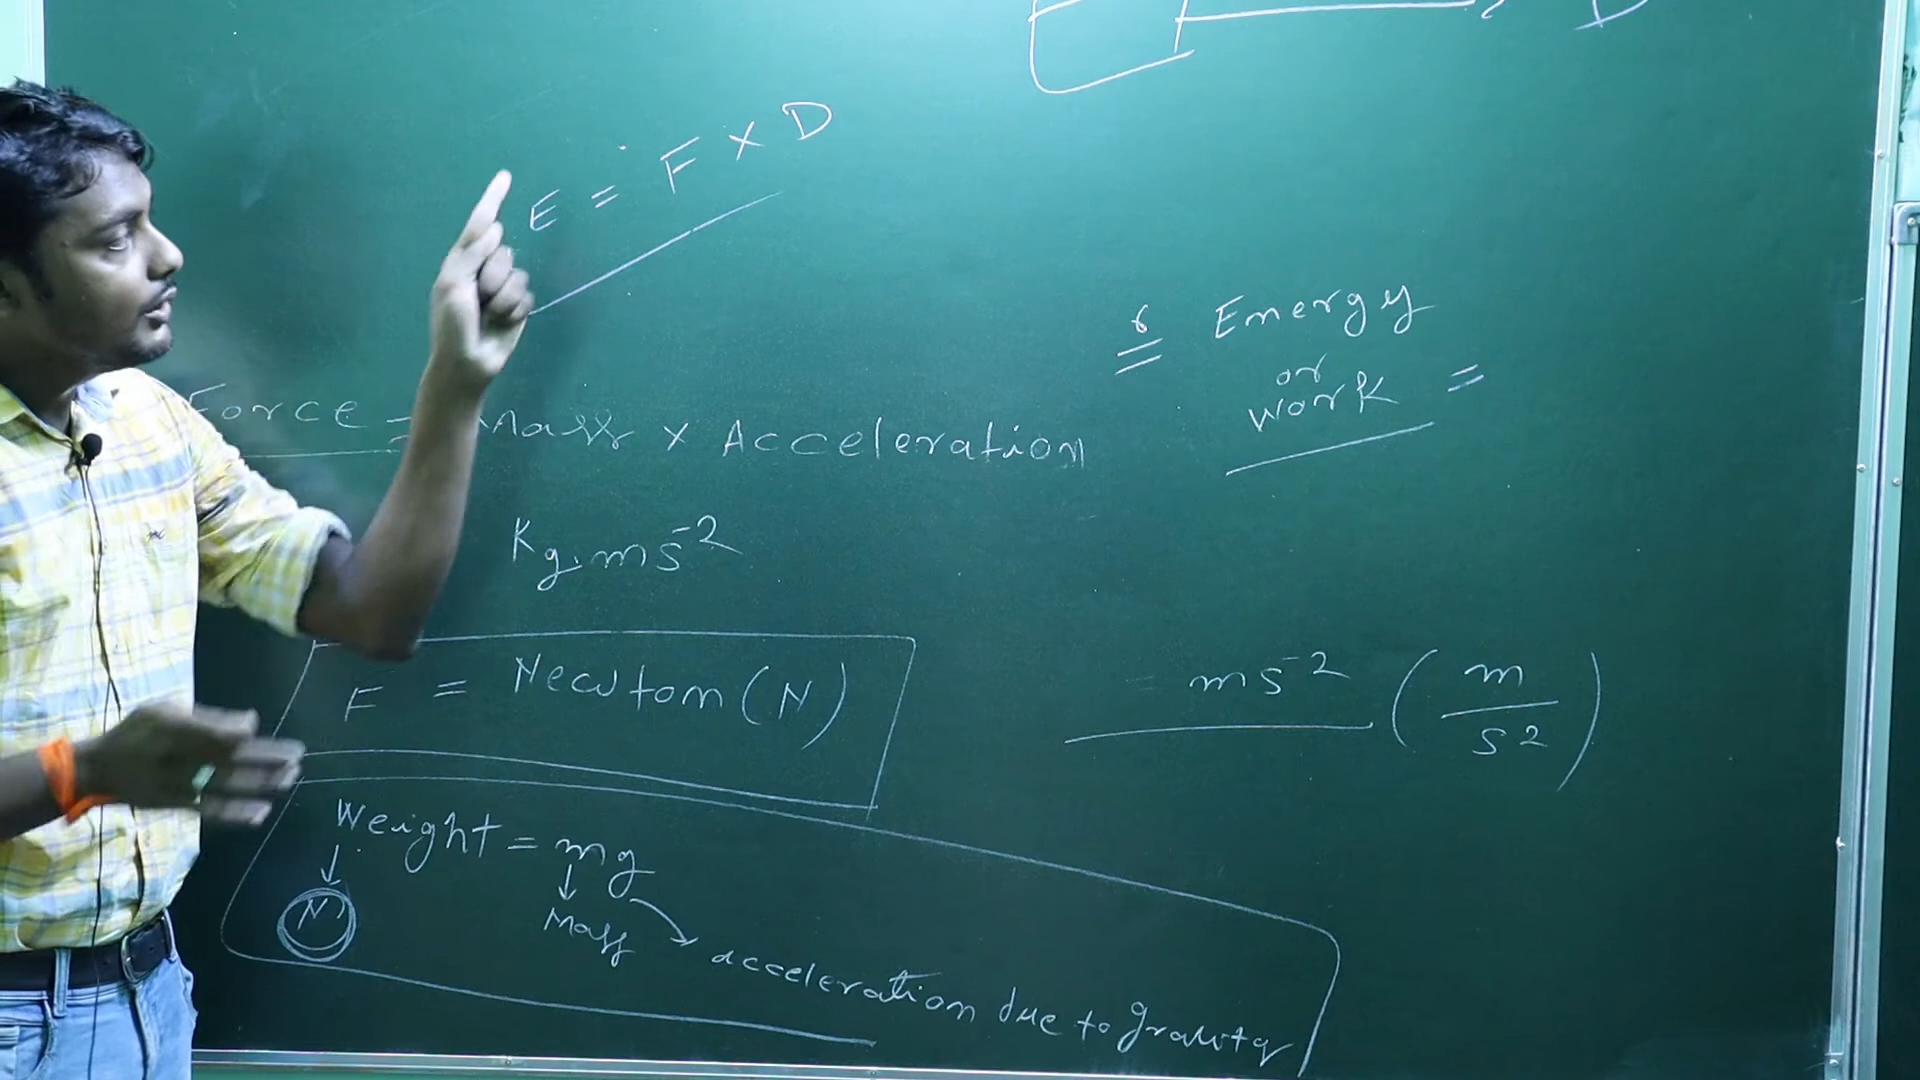 D
E = F × D
6 Energy
or
work =
Force = Mass × Acceleration
Kg.ms⁻²
F = Newton (N)
ms⁻² (m/s²)
Weight = mg
N
Mass
acceleration due to gravity